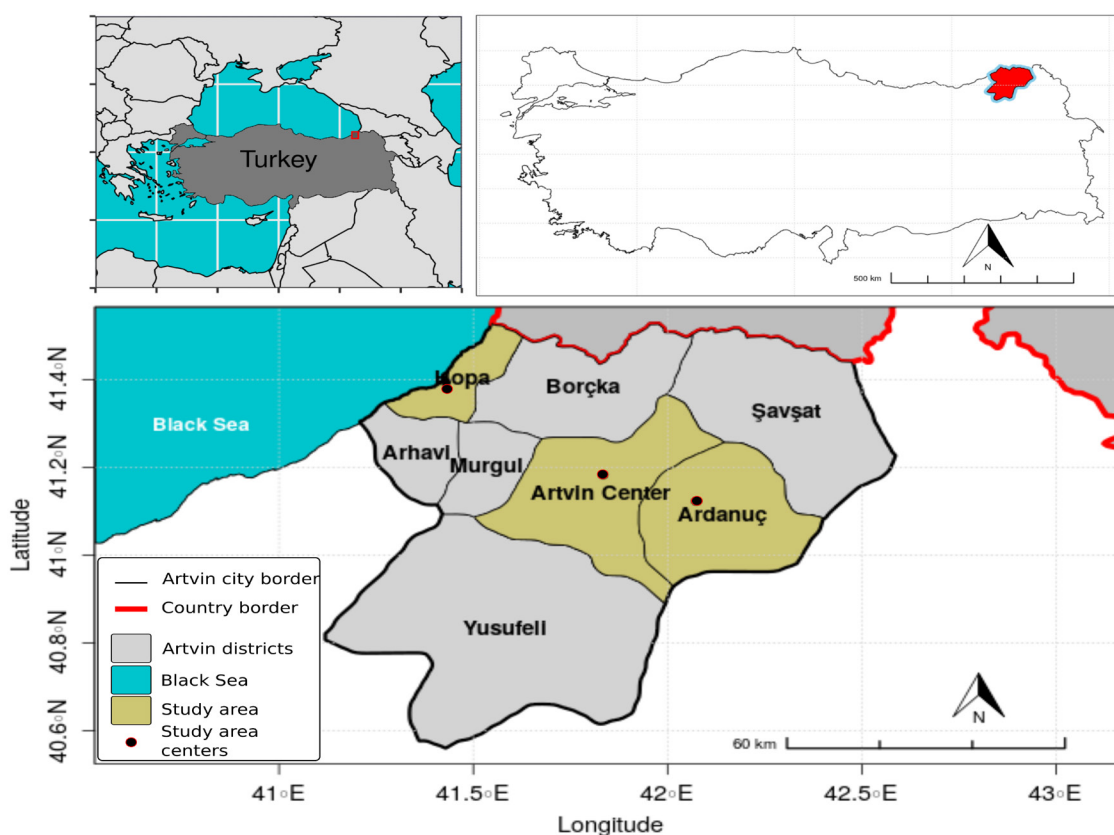 Turkey
N
500 km
Hopa
Borçka
Şavşat
Black Sea
Arhavi
Murgul
Artvin Center
Ardanuç
Yusufeli
41.4◦N
41.2◦N
41◦N
40.8◦N
40.6◦N
Latitude
Artvin city border
Country border
Artvin districts
Black Sea
Study area
Study area
centers
N
60 km
41◦E
41.5◦E
42◦E
42.5◦E
43◦E
Longitude